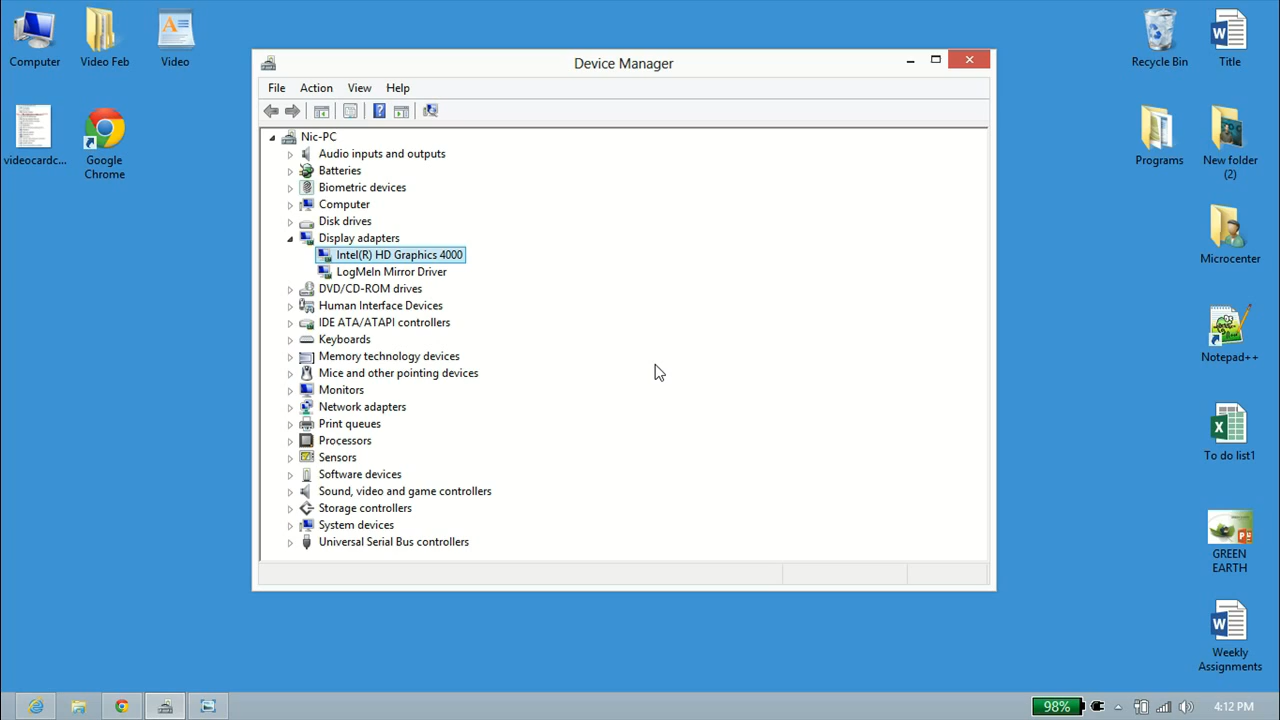 Computer
Video Feb
Video
Recycle Bin
Title
videocardc...
Google
Chrome
Programs
New folder
(2)
Microcenter
Notepad++
To do list1
GREEN
EARTH
Weekly
Assignments
Device Manager
File Action View Help
Nic-PC
Audio inputs and outputs
Batteries
Biometric devices
Computer
Disk drives
Display adapters
Intel(R) HD Graphics 4000
LogMeIn Mirror Driver
DVD/CD-ROM drives
Human Interface Devices
IDE ATA/ATAPI controllers
Keyboards
Memory technology devices
Mice and other pointing devices
Monitors
Network adapters
Print queues
Processors
Sensors
Software devices
Sound, video and game controllers
Storage controllers
System devices
Universal Serial Bus controllers
98%
4:12 PM